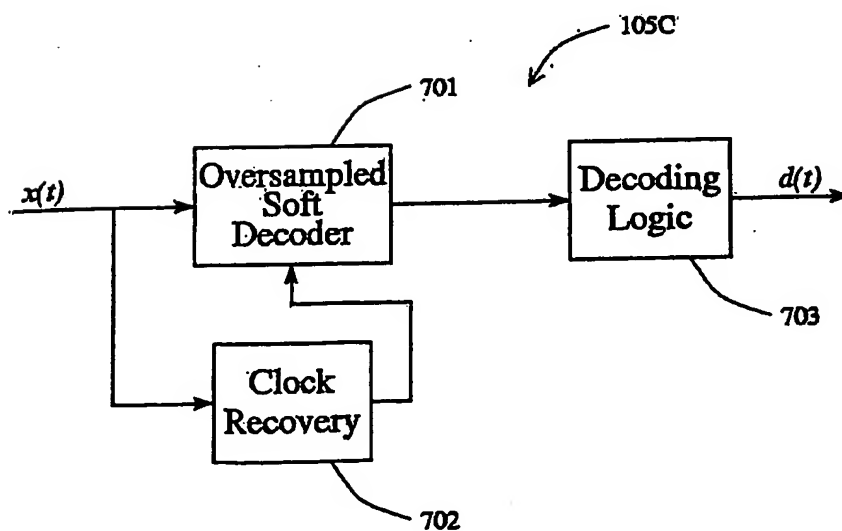 105C
701
x(t)
Oversampled
Soft
Decoder
Decoding
Logic
d(t)
703
Clock
Recovery
702